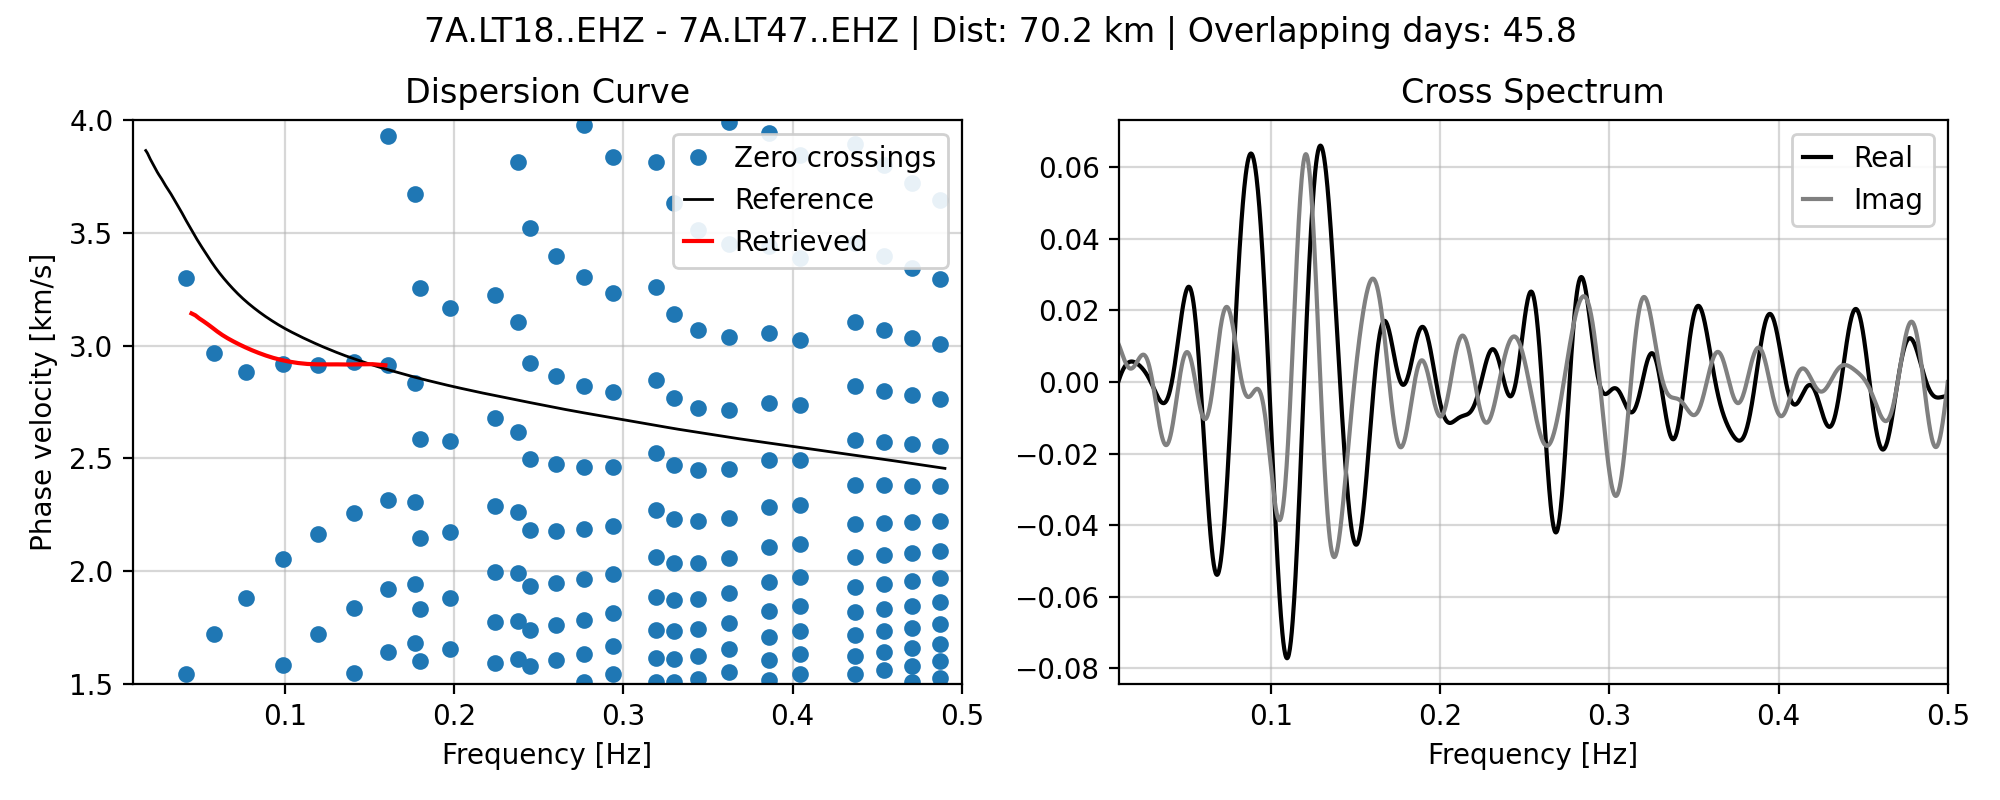 7A.LT18..EHZ - 7A.LT47..EHZ | Dist: 70.2 km | Overlapping days: 45.8
Dispersion Curve
4.0
3.5
3.0
2.5
2.0
1.5
Phase velocity [km/s]
0.1
0.2
0.3
0.4
0.5
Frequency [Hz]
Zero crossings
Reference
Retrieved
Cross Spectrum
0.06
0.04
0.02
0.00
−0.02
−0.04
−0.06
−0.08
0.1
0.2
0.3
0.4
0.5
Frequency [Hz]
Real
Imag